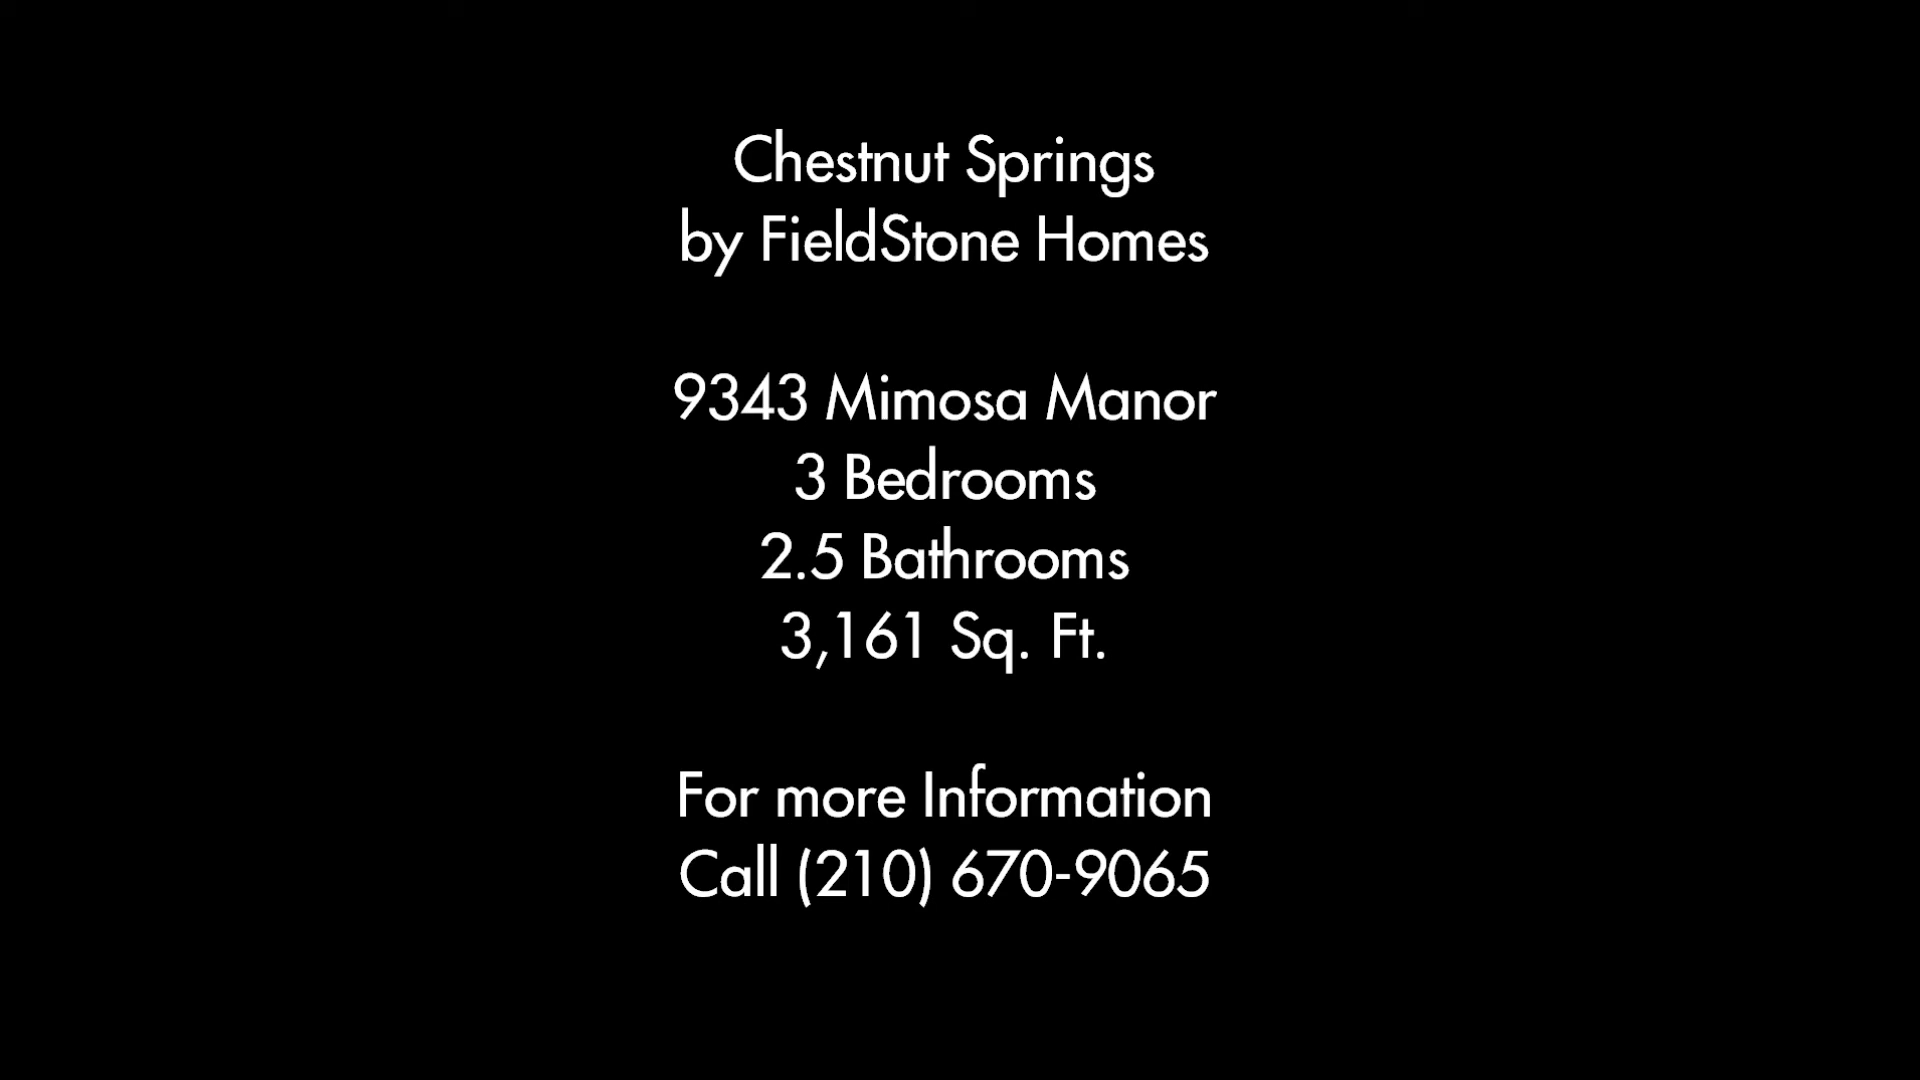 Chestnut Springs
by FieldStone Homes
9343 Mimosa Manor
3 Bedrooms
2.5 Bathrooms
3,161 Sq. Ft.
For more Information
Call (210) 670-9065